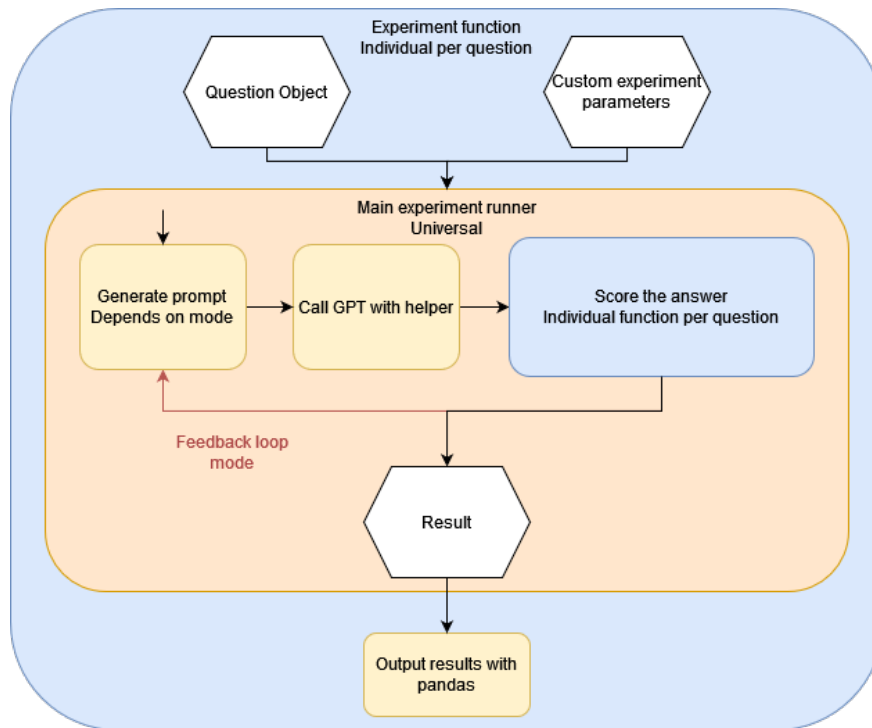 Experiment function
Individual per question
Question Object
Custom experiment
parameters
Main experiment runner
Universal
Generate prompt
Depends on mode
Call GPT with helper
Score the answer
Individual function per question
Feedback loop
mode
Result
Output results with
pandas